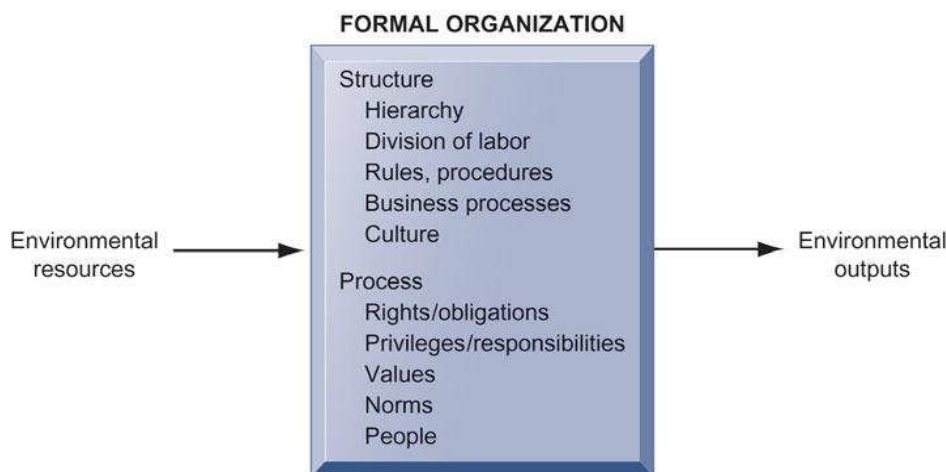 FORMAL ORGANIZATION
Structure
Hierarchy
Division of labor
Rules, procedures
Business processes
Culture
Process
Rights/obligations
Privileges/responsibilities
Values
Norms
People
Environmental
resources
Environmental
outputs